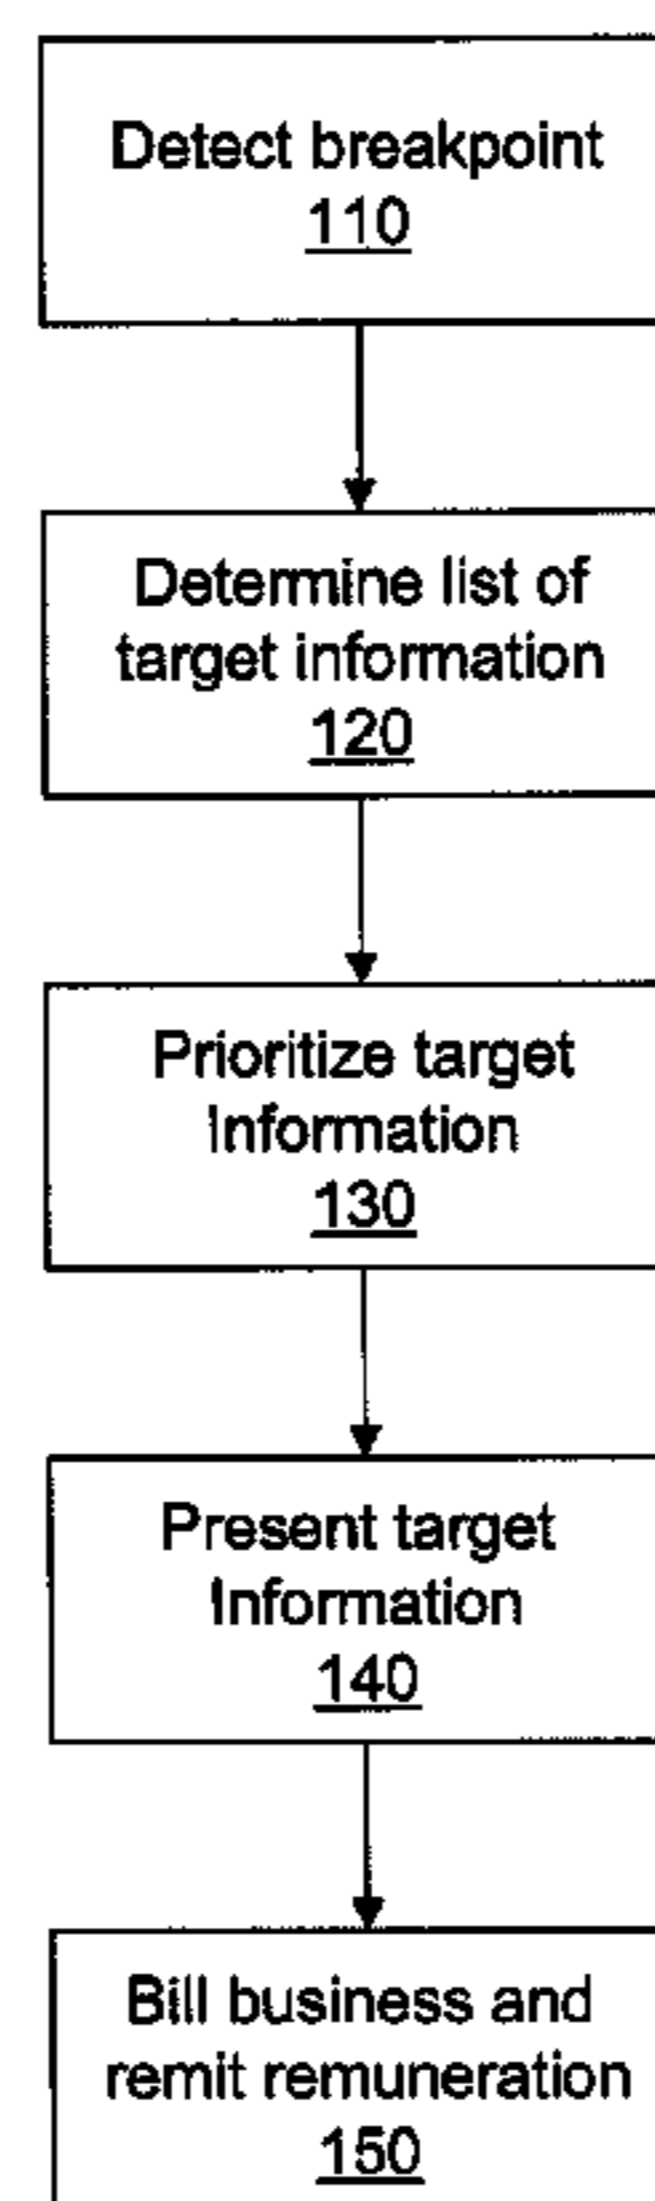 Detect breakpoint
110
Determine list of
target information
120
Prioritize target
Information
130
Present target
Information
140
Bill business and
remit remuneration
150